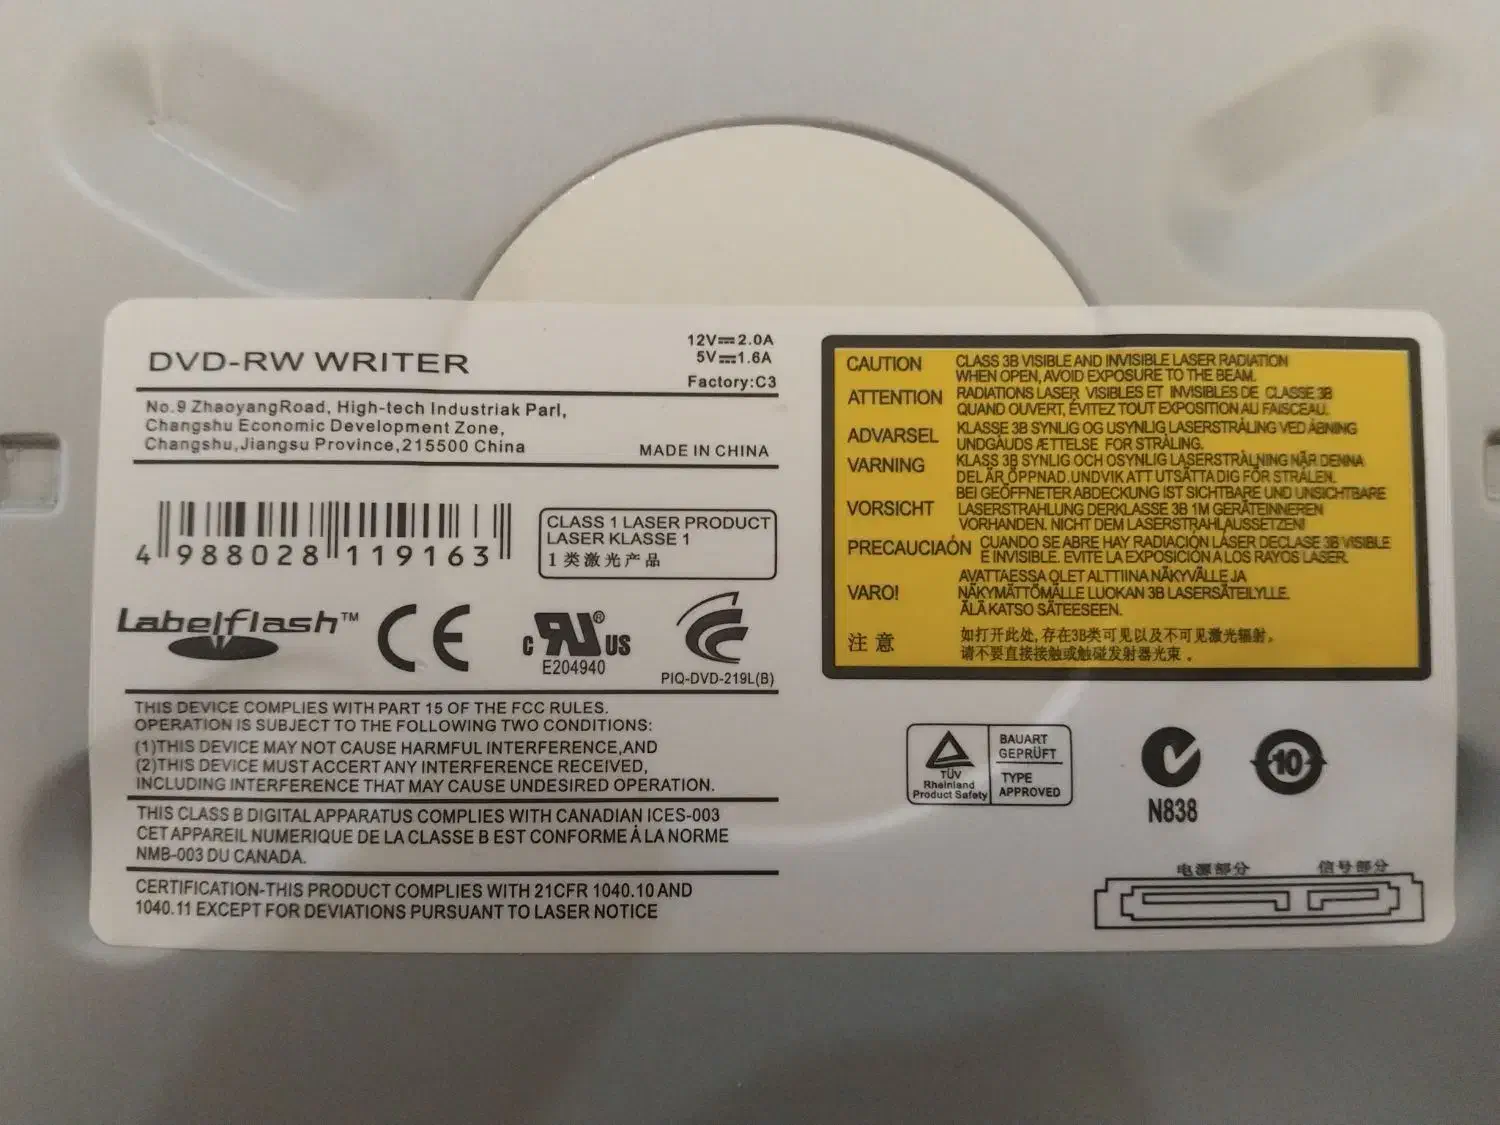 DVD-RW WRITER
12V⎓2.0A
5V⎓1.6A
Factory:C3
No.9 ZhaoyangRoad, High-tech Industriak Parl,
Changshu Economic Development Zone,
Changshu,Jiangsu Province,215500 China
MADE IN CHINA
4 988028 119163
CLASS 1 LASER PRODUCT
LASER KLASSE 1
1 类激光产品
Labelflash™
CE
c RU® US
E204940
PIQ-DVD-219L(B)
THIS DEVICE COMPLIES WITH PART 15 OF THE FCC RULES.
OPERATION IS SUBJECT TO THE FOLLOWING TWO CONDITIONS:
(1)THIS DEVICE MAY NOT CAUSE HARMFUL INTERFERENCE,AND
(2)THIS DEVICE MUST ACCERT ANY INTERFERENCE RECEIVED,
INCLUDING INTERFERENCE THAT MAY CAUSE UNDESIRED OPERATION.
THIS CLASS B DIGITAL APPARATUS COMPLIES WITH CANADIAN ICES-003
CET APPAREIL NUMERIQUE DE LA CLASSE B EST CONFORME À LA NORME
NMB-003 DU CANADA.
CERTIFICATION-THIS PRODUCT COMPLIES WITH 21CFR 1040.10 AND
1040.11 EXCEPT FOR DEVIATIONS PURSUANT TO LASER NOTICE
CAUTION CLASS 3B VISIBLE AND INVISIBLE LASER RADIATION
WHEN OPEN, AVOID EXPOSURE TO THE BEAM.
ATTENTION RADIATIONS LASER VISIBLES ET INVISIBLES DE CLASSE 3B
QUAND OUVERT, ÉVITEZ TOUT EXPOSITION AU FAISCEAU.
ADVARSEL KLASSE 3B SYNLIG OG USYNLIG LASERSTRÅLING VED ÅBNING
UNDGÅUDS ÆTTELSE FOR STRÅLING.
VARNING KLASS 3B SYNLIG OCH OSYNLIG LASERSTRÅLNING NÄR DENNA
DEL ÄR ÖPPNAD. UNDVIK ATT UTSÄTTA DIG FÖR STRÅLEN.
VORSICHT BEI GEÖFFNETER ABDECKUNG IST SICHTBARE UND UNSICHTBARE
LASERSTRAHLUNG DERKLASSE 3B 1M GERÄTEINNEREN
VORHANDEN. NICHT DEM LASERSTRAHLAUSSETZEN!
PRECAUCIAÓN CUANDO SE ABRE HAY RADIACIÓN LÁSER DECLASE 3B VISIBLE
E INVISIBLE. EVITE LA EXPOSICIÓN A LOS RAYOS LASER.
VARO! AVATTAESSA OLET ALTTIINA NÄKYVÄLLE JA
NÄKYMÄTTÖMÄLLE LUOKAN 3B LASERSÄTEILYLLE.
ÄLÄ KATSO SÄTEESEEN.
注意 如打开此处, 存在3B类可见以及不可见激光辐射。
请不要直接接触或触碰发射器光束。
TÜV
Rheinland
Product Safety
BAUART
GEPRÜFT
TYPE
APPROVED
N838
10
电源部分 信号部分